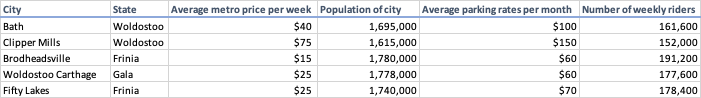 City State Average metro price per week Population of city Average parking rates per month Number of weekly riders
Bath Woldostoo $40 1,695,000 $100 161,600
Clipper Mills Woldostoo $75 1,615,000 $150 152,000
Brodheadsville Frinia $15 1,780,000 $60 191,200
Woldostoo Carthage Gala $25 1,778,000 $60 177,600
Fifty Lakes Frinia $25 1,740,000 $70 178,400